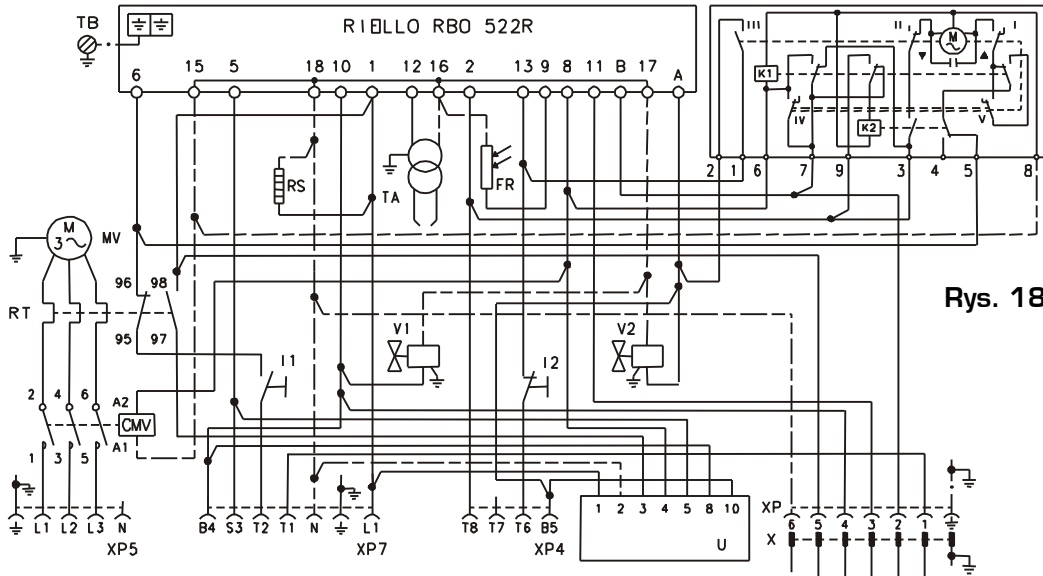 RIELLO RBO 522R
TB
6 15 5 18 10 1 12 16 2 13 9 8 11 B 17 A
III II M I
K1
IV K2 V
2 1 6 7 9 3 4 5 8
RS TA FR
M 3 MV
96 98
RT
95 97
V1 V2
Rys. 18
I1 I2
2 4 6 A2
CMV
1 3 5 A1
L1 L2 L3 N
XP5
B4 S3 T2 T1 N L1
XP7
T8 T7 T6 B5
XP4
1 2 3 4 5 8 10
U
XP 6 5 4 3 2 1
X